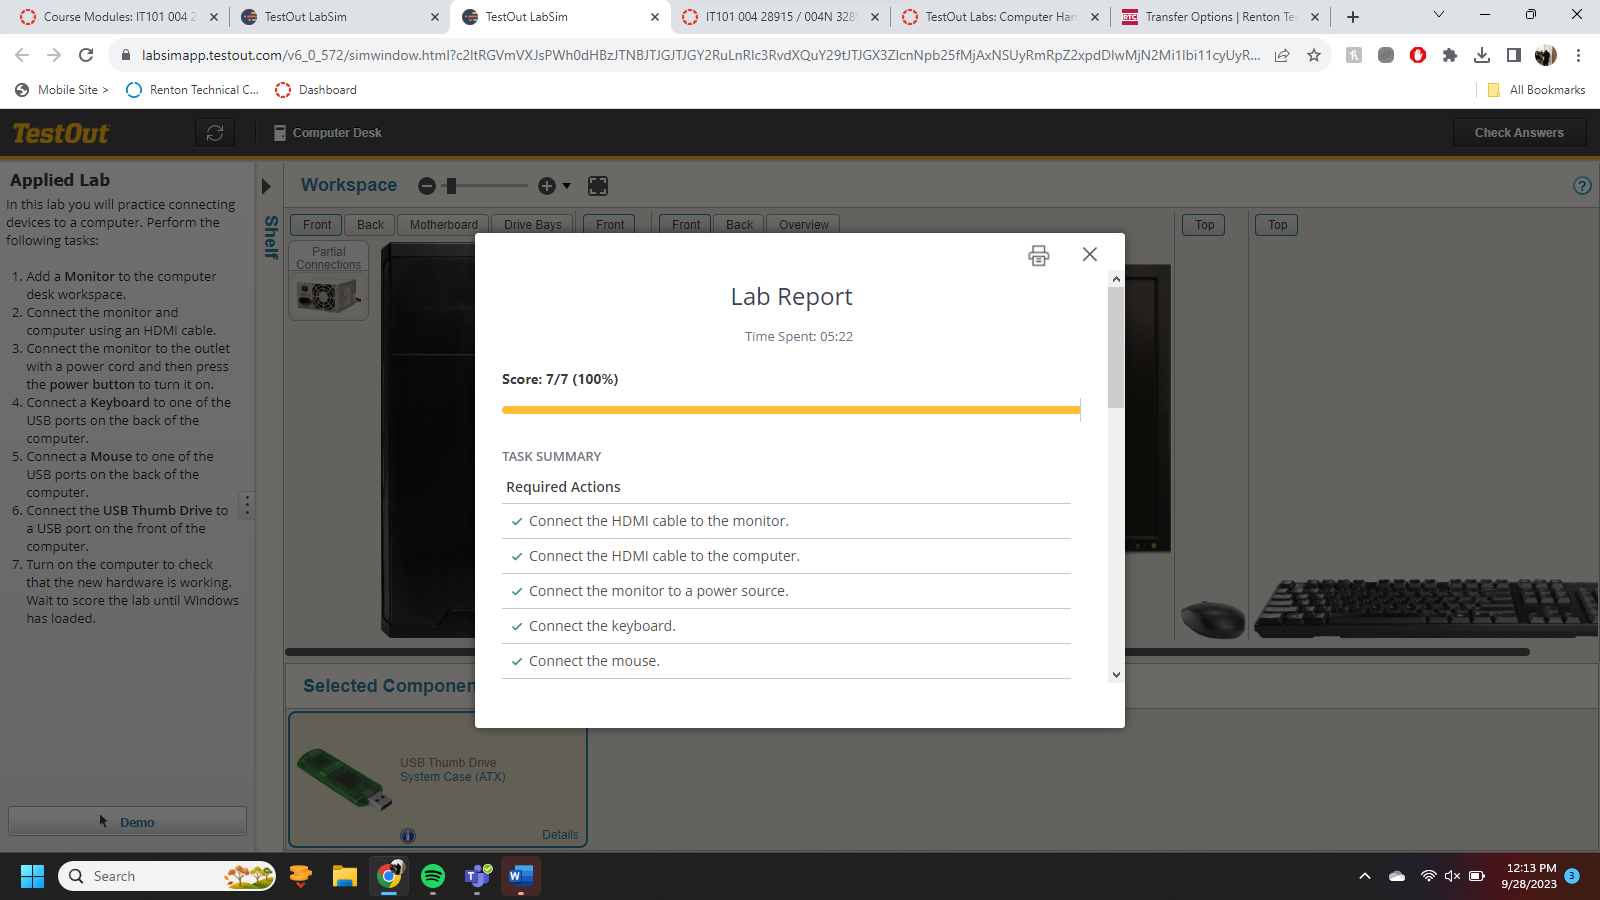 Course Modules: IT101 004 2
TestOut LabSim
TestOut LabSim
IT101 004 28915 / 004N 328
TestOut Labs: Computer Har
RTC Transfer Options | Renton Te
labsimapp.testout.com/v6_0_572/simwindow.html?c2ltRGVmVXJsPWh0dHBzJTNBJTJGJTJGY2RuLnRlc3RvdXQuY29tJTJGX3ZlcnNpb25fMjAxNSUyRmRpZ2xpdDIwMjN2Mi1lbi11cyUyR...
Mobile Site >
Renton Technical C...
Dashboard
All Bookmarks
TestOut
Computer Desk
Check Answers
Applied Lab
In this lab you will practice connecting
devices to a computer. Perform the
following tasks:
1. Add a Monitor to the computer
desk workspace.
2. Connect the monitor and
computer using an HDMI cable.
3. Connect the monitor to the outlet
with a power cord and then press
the power button to turn it on.
4. Connect a Keyboard to one of the
USB ports on the back of the
computer.
5. Connect a Mouse to one of the
USB ports on the back of the
computer.
6. Connect the USB Thumb Drive to
a USB port on the front of the
computer.
7. Turn on the computer to check
that the new hardware is working.
Wait to score the lab until Windows
has loaded.
Demo
Shelf
Workspace
Front Back Motherboard Drive Bays Front Front Back Overview Top Top
Partial
Connections
Lab Report
Time Spent: 05:22
Score: 7/7 (100%)
TASK SUMMARY
Required Actions
Connect the HDMI cable to the monitor.
Connect the HDMI cable to the computer.
Connect the monitor to a power source.
Connect the keyboard.
Connect the mouse.
Selected Componen
USB Thumb Drive
System Case (ATX)
Details
Search
12:13 PM
9/28/2023
3